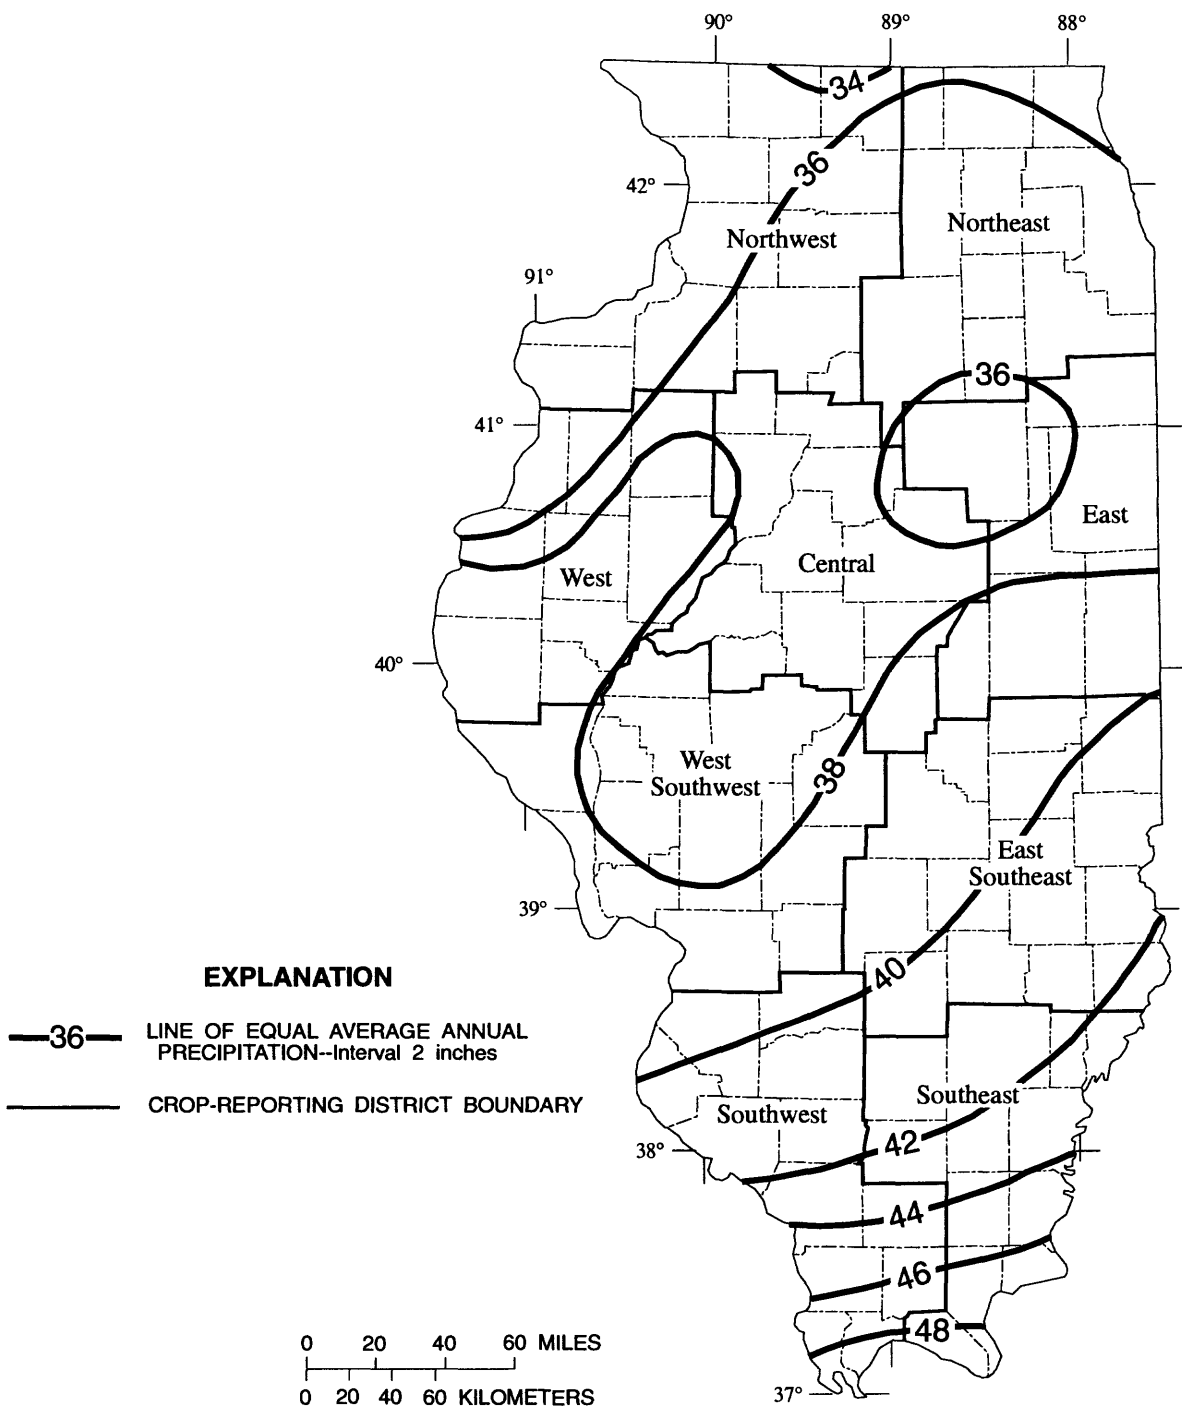 90° 89° 88°
34
36
42°
Northeast
Northwest
91°
36
41°
East
Central
West
40°
West
Southwest
38
East
Southeast
39°
40
EXPLANATION
36 LINE OF EQUAL AVERAGE ANNUAL
PRECIPITATION--Interval 2 inches
CROP-REPORTING DISTRICT BOUNDARY
Southeast
Southwest
42
38°
44
46
48
0 20 40 60 MILES
0 20 40 60 KILOMETERS
37°